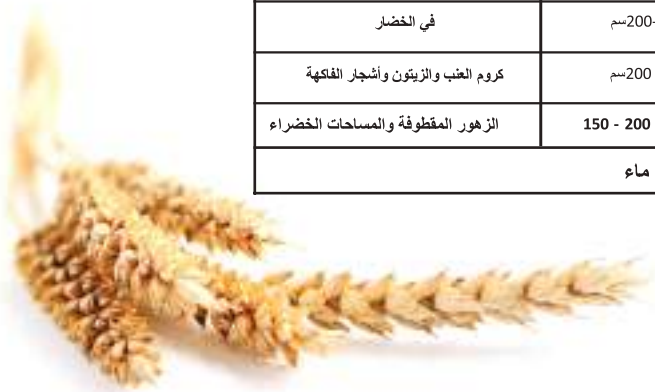 -200سم في الخضار
200سم كروم العنب والزيتون وأشجار الفاكهة
150 - 200 الزهور المقطوفة والمساحات الخضراء
ماء